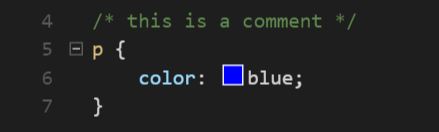 4 /* this is a comment */
5 p {
6 color: blue;
7 }